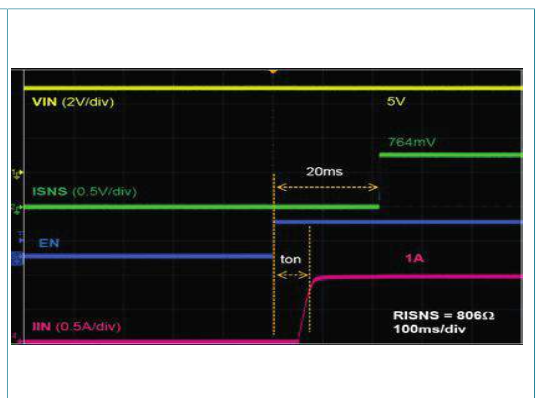 VIN (2V/div)
5V
764mV
20ms
ISNS (0.5V/div)
EN
ton
1A
IIN (0.5A/div)
RISNS = 806Ω
100ms/div